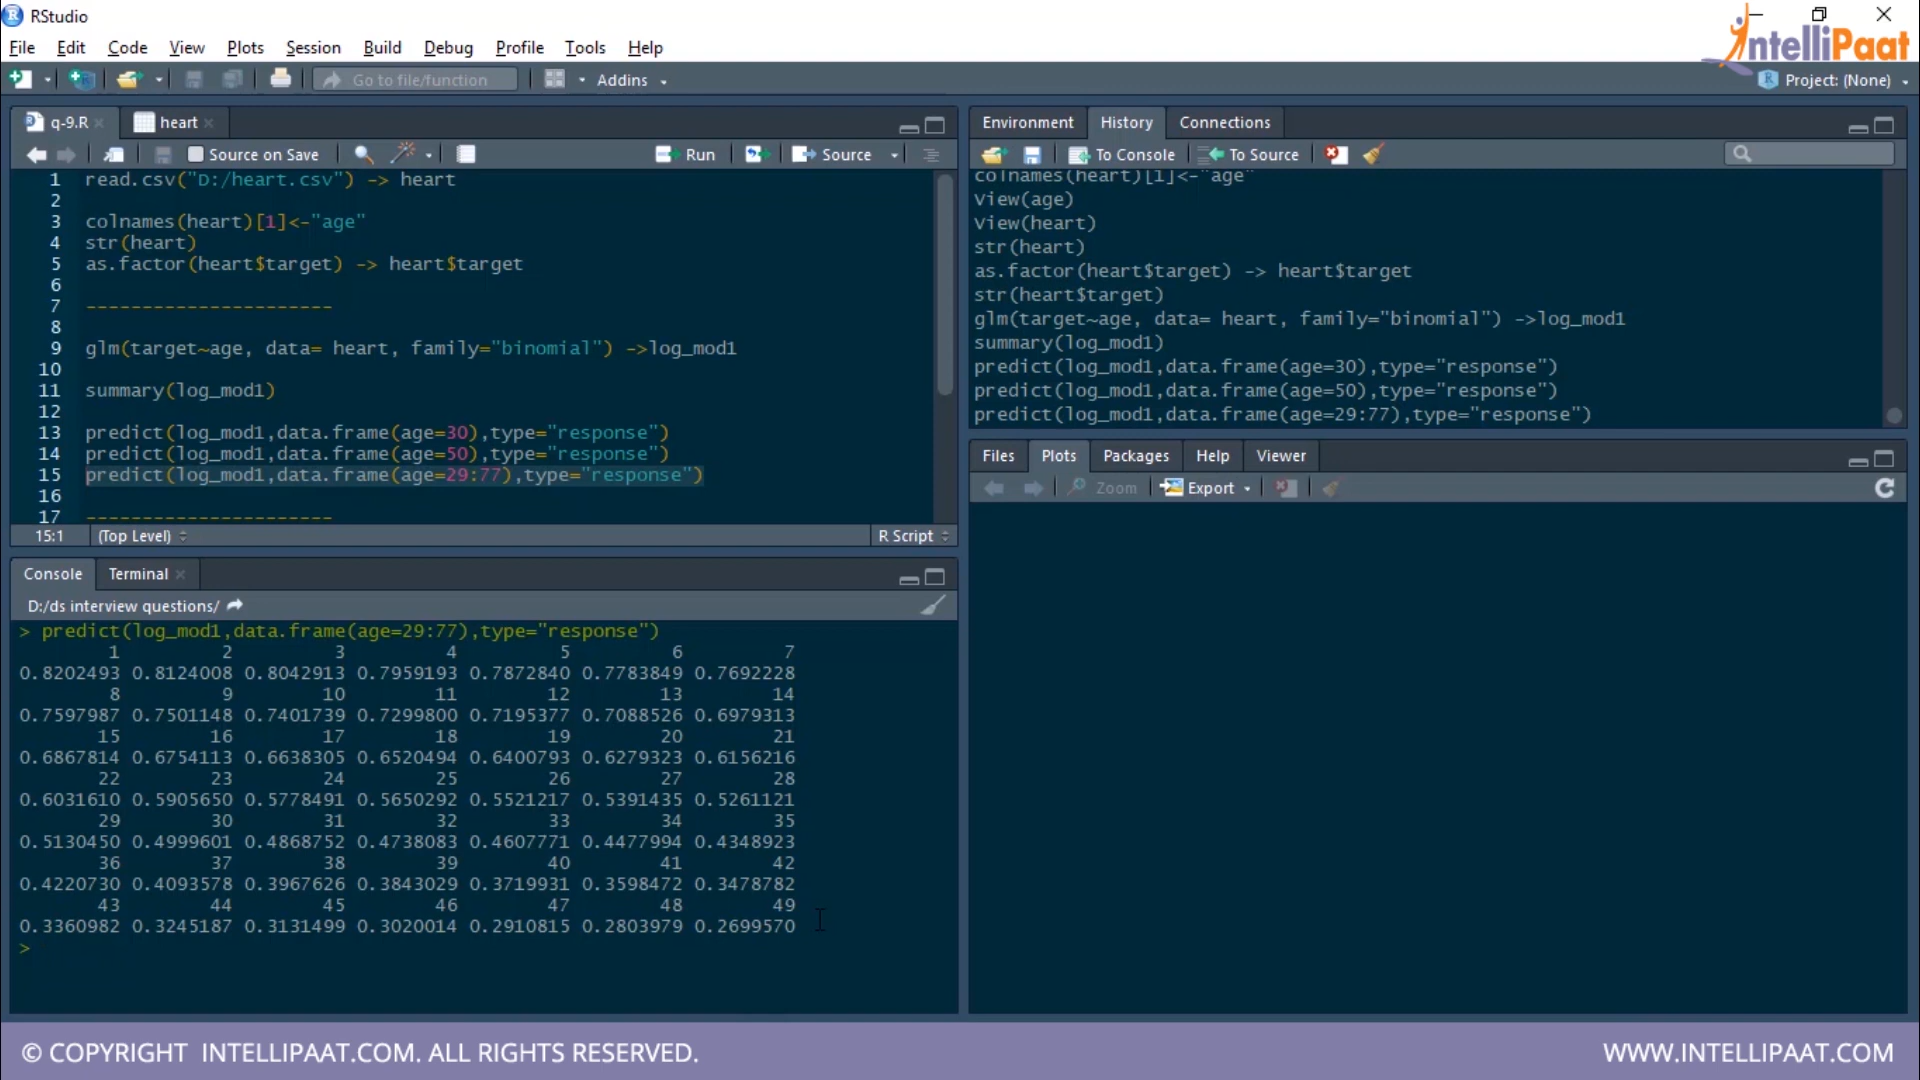 RStudio
IntelliPaat
File Edit Code View Plots Session Build Debug Profile Tools Help
Go to file/function Addins Project: (None)
q-9.R heart
Source on Save Run Source
1 read.csv("D:/heart.csv") -> heart
2
3 colnames(heart)[1]<-"age"
4 str(heart)
5 as.factor(heart$target) -> heart$target
6
7 ----------------------
8
9 glm(target~age, data= heart, family="binomial") ->log_mod1
10
11 summary(log_mod1)
12
13 predict(log_mod1,data.frame(age=30),type="response")
14 predict(log_mod1,data.frame(age=50),type="response")
15 predict(log_mod1,data.frame(age=29:77),type="response")
16
17 ----------------------
15:1 (Top Level) R Script
Console Terminal
D:/ds interview questions/
> predict(log_mod1,data.frame(age=29:77),type="response")
1 2 3 4 5 6 7
0.8202493 0.8124008 0.8042913 0.7959193 0.7872840 0.7783849 0.7692228
8 9 10 11 12 13 14
0.7597987 0.7501148 0.7401739 0.7299800 0.7195377 0.7088526 0.6979313
15 16 17 18 19 20 21
0.6867814 0.6754113 0.6638305 0.6520494 0.6400793 0.6279323 0.6156216
22 23 24 25 26 27 28
0.6031610 0.5905650 0.5778491 0.5650292 0.5521217 0.5391435 0.5261121
29 30 31 32 33 34 35
0.5130450 0.4999601 0.4868752 0.4738083 0.4607771 0.4477994 0.4348923
36 37 38 39 40 41 42
0.4220730 0.4093578 0.3967626 0.3843029 0.3719931 0.3598472 0.3478782
43 44 45 46 47 48 49
0.3360982 0.3245187 0.3131499 0.3020014 0.2910815 0.2803979 0.2699570
>
Environment History Connections
To Console To Source
colnames(heart)[1]<-"age"
View(age)
View(heart)
str(heart)
as.factor(heart$target) -> heart$target
str(heart$target)
glm(target~age, data= heart, family="binomial") ->log_mod1
summary(log_mod1)
predict(log_mod1,data.frame(age=30),type="response")
predict(log_mod1,data.frame(age=50),type="response")
predict(log_mod1,data.frame(age=29:77),type="response")
Files Plots Packages Help Viewer
Zoom Export
© COPYRIGHT INTELLIPAAT.COM. ALL RIGHTS RESERVED.
WWW.INTELLIPAAT.COM